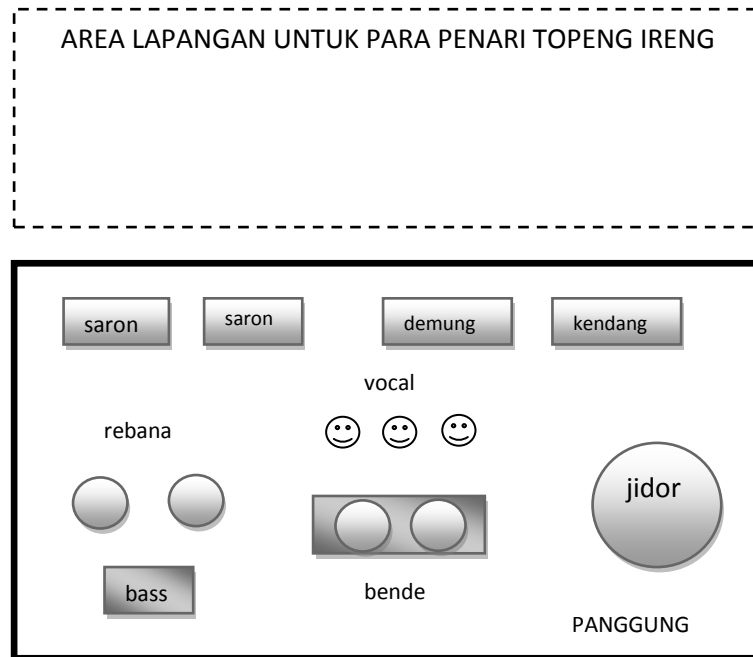 AREA LAPANGAN UNTUK PARA PENARI TOPENG IRENG
saron
saron
demung
kendang
vocal
rebana
jidor
bass
bende
PANGGUNG